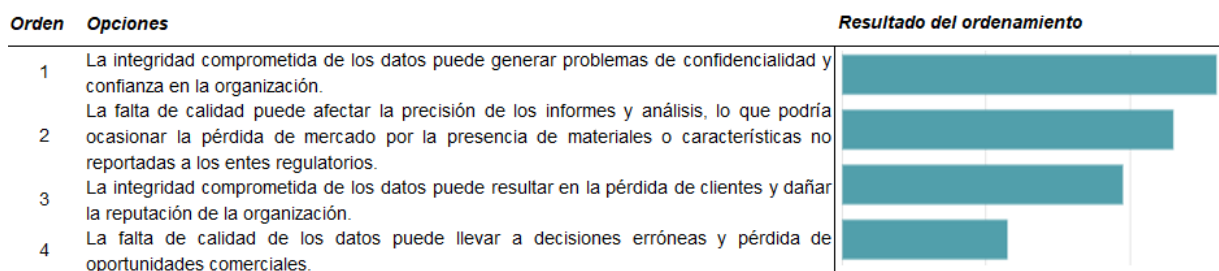 Orden Opciones Resultado del ordenamiento
1 La integridad comprometida de los datos puede generar problemas de confidencialidad y
confianza en la organización.
La falta de calidad puede afectar la precisión de los informes y análisis, lo que podría
2 ocasionar la pérdida de mercado por la presencia de materiales o características no
reportadas a los entes regulatorios.
3 La integridad comprometida de los datos puede resultar en la pérdida de clientes y dañar
la reputación de la organización.
4 La falta de calidad de los datos puede llevar a decisiones erróneas y pérdida de
oportunidades comerciales.